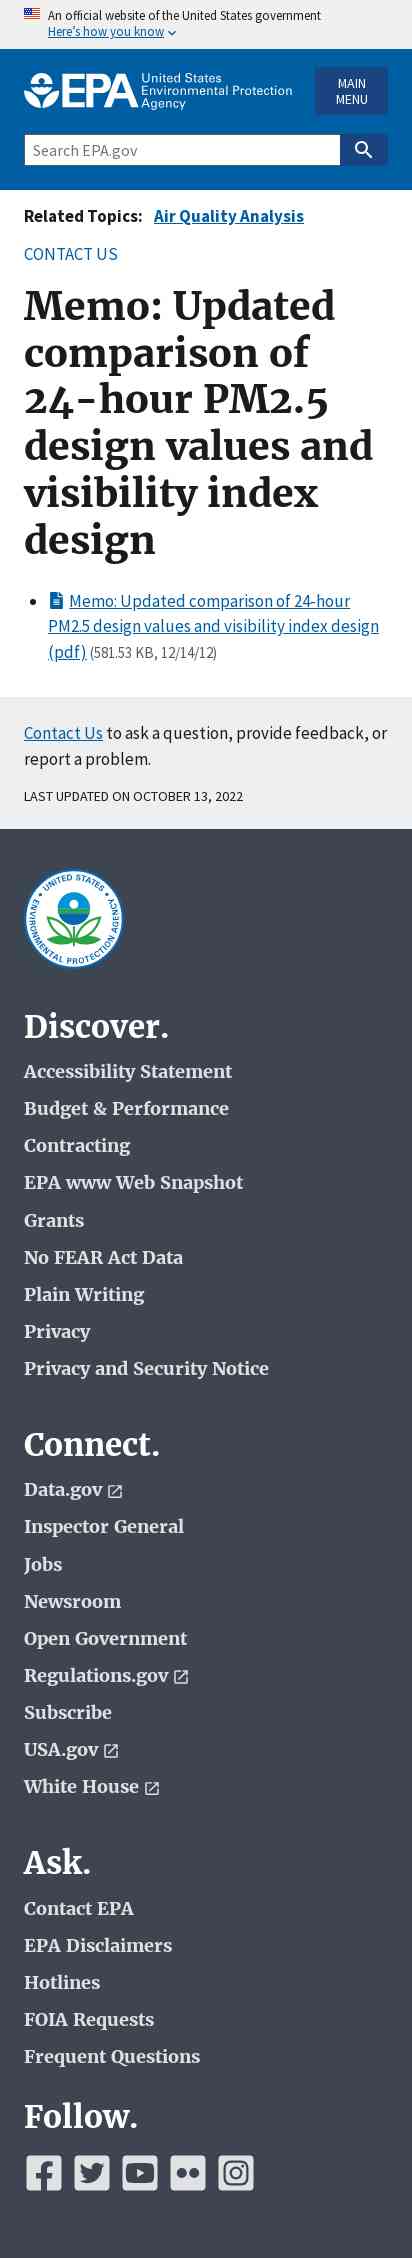 An official website of the United States government
Here's how you know
EPA United States
Environmental Protection
Agency
MAIN
MENU
Search EPA.gov
Related Topics: Air Quality Analysis
CONTACT US
Memo: Updated
comparison of
24-hour PM2.5
design values and
visibility index
design
Memo: Updated comparison of 24-hour
PM2.5 design values and visibility index design
(pdf) (581.53 KB, 12/14/12)
Contact Us to ask a question, provide feedback, or
report a problem.
LAST UPDATED ON OCTOBER 13, 2022
UNITED STATES
ENVIRONMENTAL PROTECTION AGENCY
Discover.
Accessibility Statement
Budget & Performance
Contracting
EPA www Web Snapshot
Grants
No FEAR Act Data
Plain Writing
Privacy
Privacy and Security Notice
Connect.
Data.gov
Inspector General
Jobs
Newsroom
Open Government
Regulations.gov
Subscribe
USA.gov
White House
Ask.
Contact EPA
EPA Disclaimers
Hotlines
FOIA Requests
Frequent Questions
Follow.